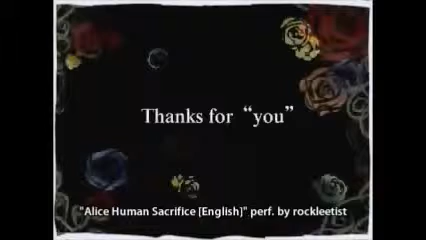 Thanks for “you”
"Alice Human Sacrifice [English]" perf. by rockleetist